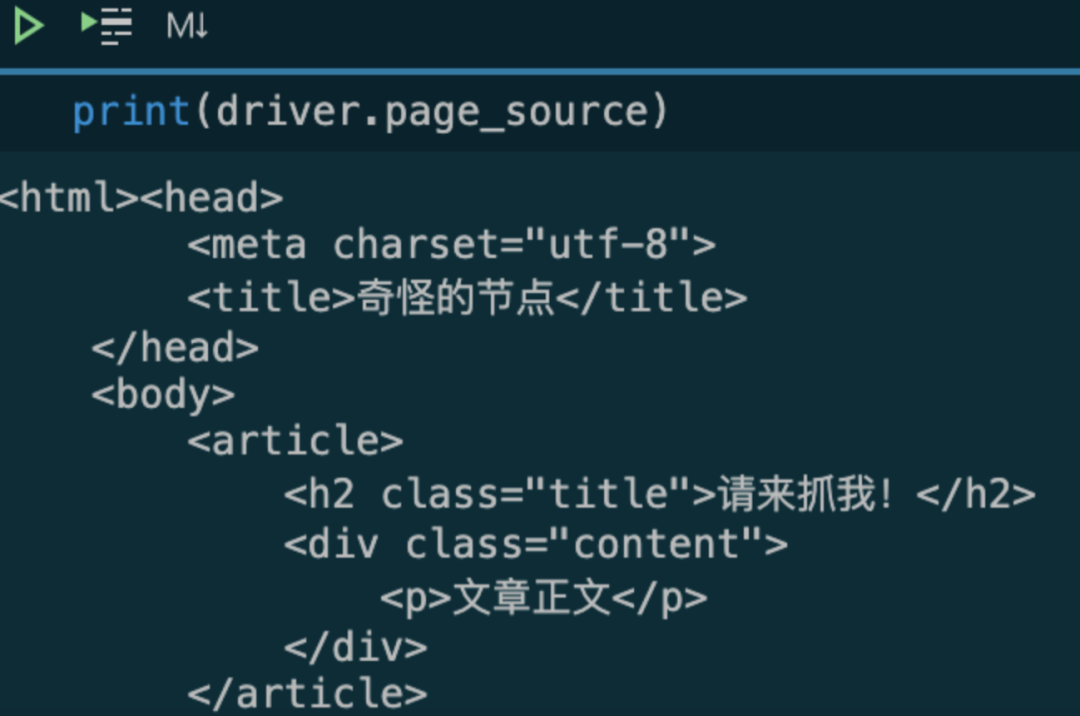 M↓
print(driver.page_source)
<html><head>
<meta charset="utf-8">
<title>奇怪的节点</title>
</head>
<body>
<article>
<h2 class="title">请来抓我！</h2>
<div class="content">
<p>文章正文</p>
</div>
</article>